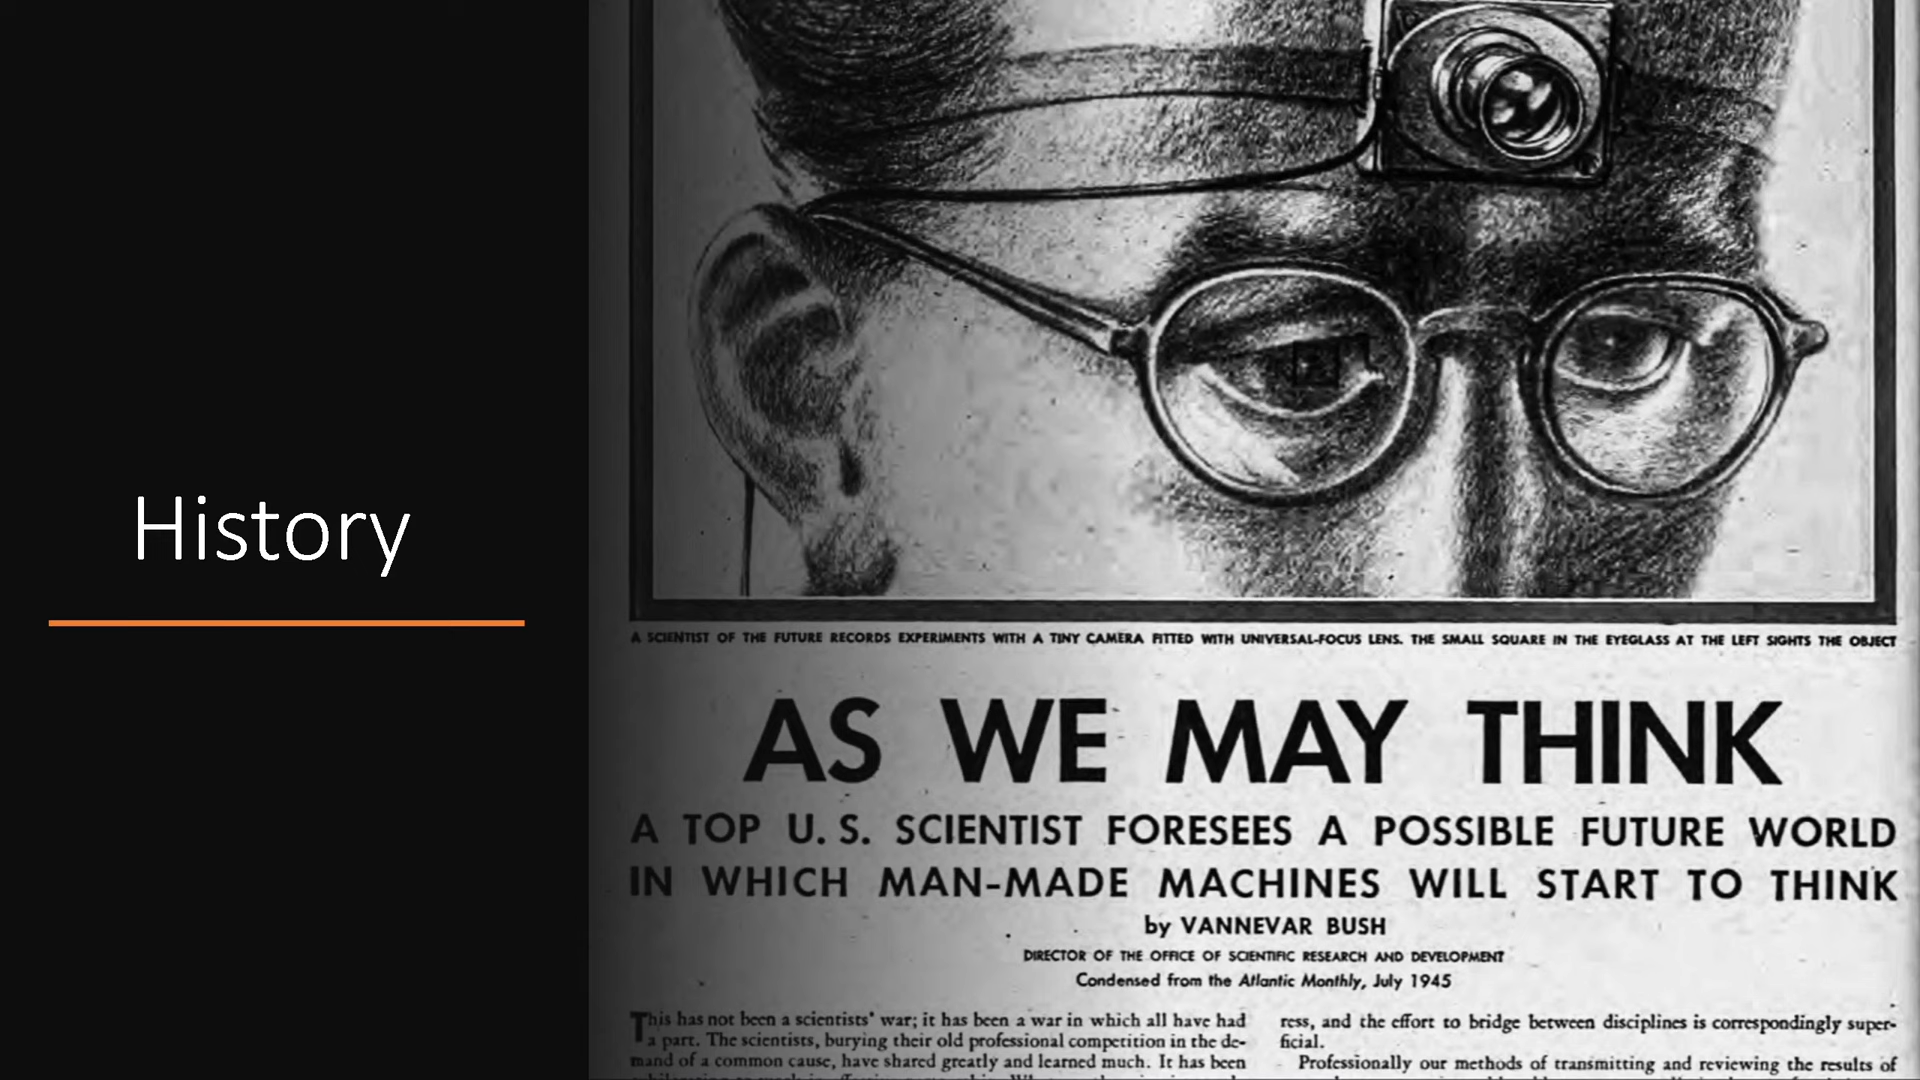 History
A SCIENTIST OF THE FUTURE RECORDS EXPERIMENTS WITH A TINY CAMERA FITTED WITH UNIVERSAL-FOCUS LENS. THE SMALL SQUARE IN THE EYEGLASS AT THE LEFT SIGHTS THE OBJECT
AS WE MAY THINK
A TOP U. S. SCIENTIST FORESEES A POSSIBLE FUTURE WORLD
IN WHICH MAN-MADE MACHINES WILL START TO THINK
by VANNEVAR BUSH
DIRECTOR OF THE OFFICE OF SCIENTIFIC RESEARCH AND DEVELOPMENT
Condensed from the Atlantic Monthly, July 1945
This has not been a scientists' war; it has been a war in which all have had
a part. The scientists, burying their old professional competition in the de-
mand of a common cause, have shared greatly and learned much. It has been
ress, and the effort to bridge between disciplines is correspondingly super-
ficial.
Professionally our methods of transmitting and reviewing the results of